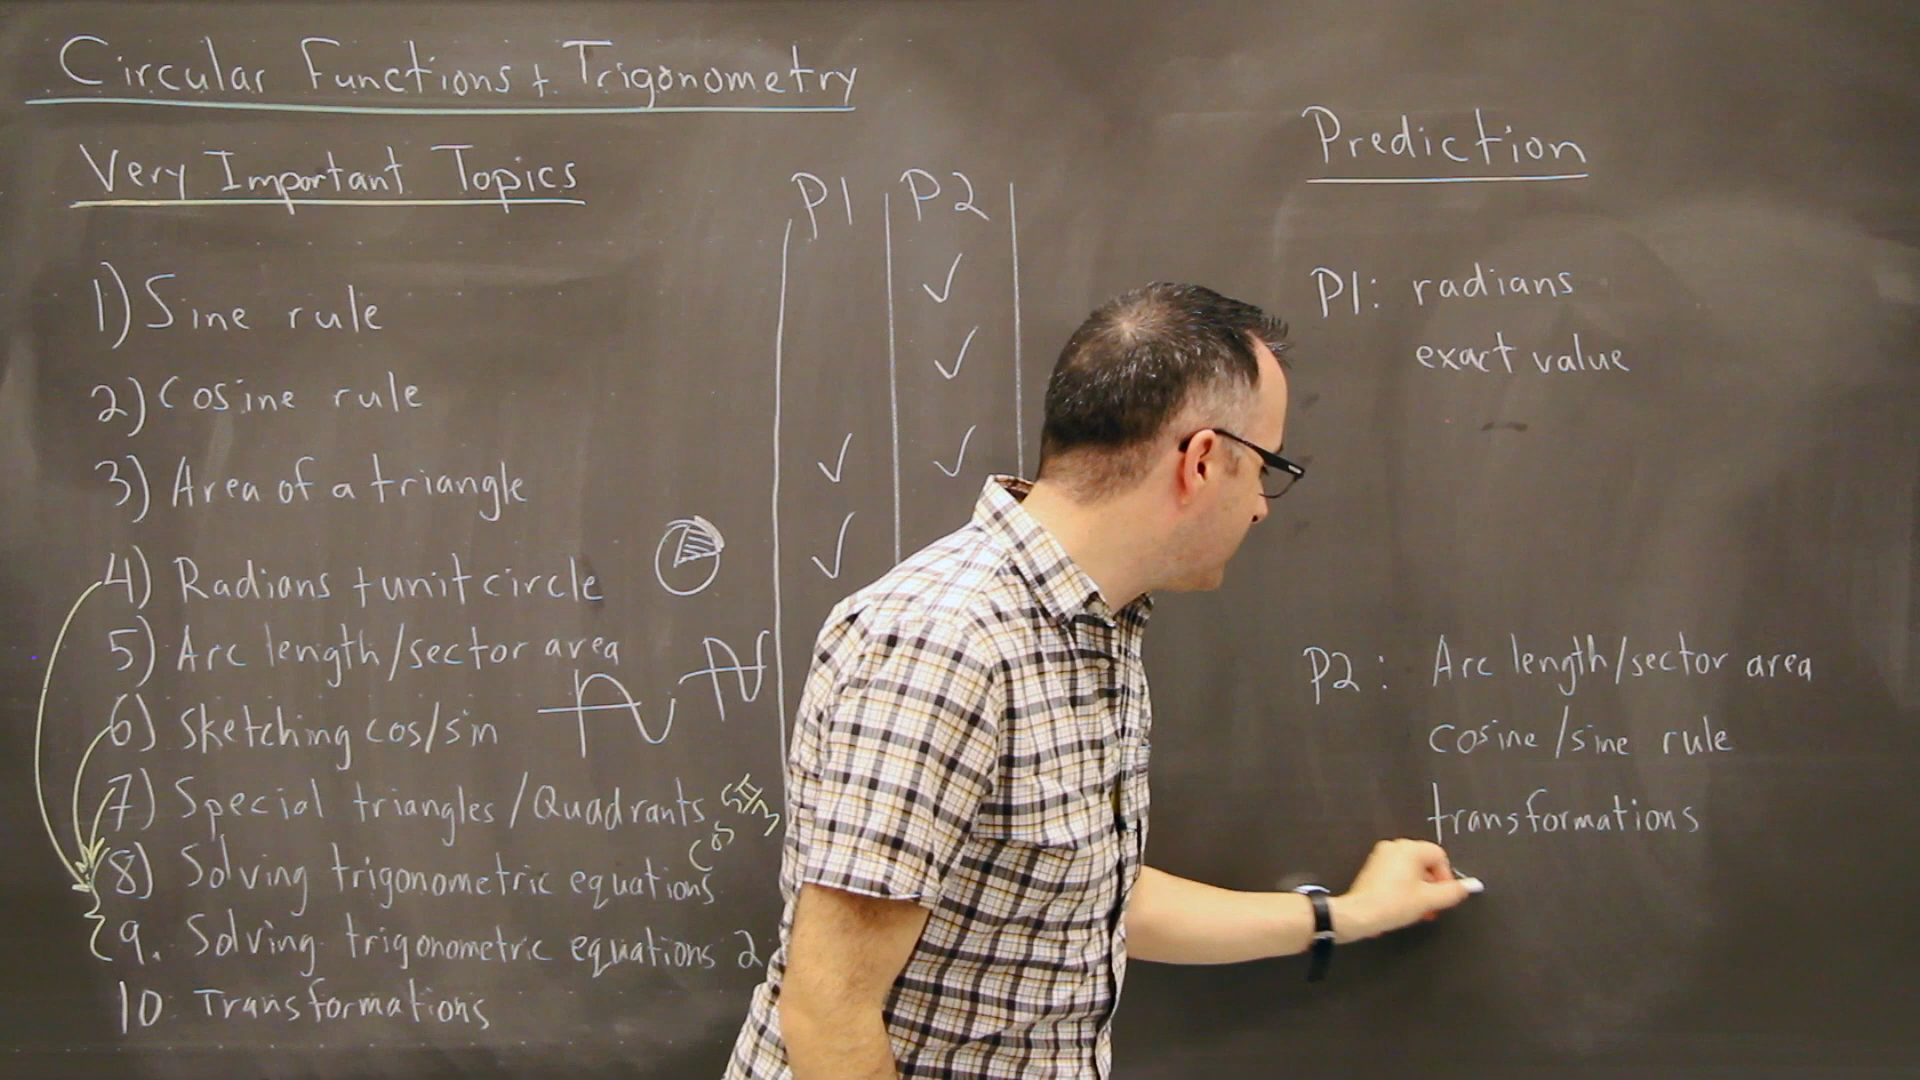 Circular Functions + Trigonometry
Very Important Topics
P1 P2
1) Sine rule ✓
2) Cosine rule ✓
3) Area of a triangle ✓ ✓
4) Radians + unit circle ✓
5) Arc length/sector area
6) Sketching cos/sin
7) Special triangles/Quadrants
cos 5π/3
8) Solving trigonometric equations
9. Solving trigonometric equations 2
10. Transformations
Prediction
P1: radians
exact value
P2: Arc length/sector area
cosine/sine rule
transformations